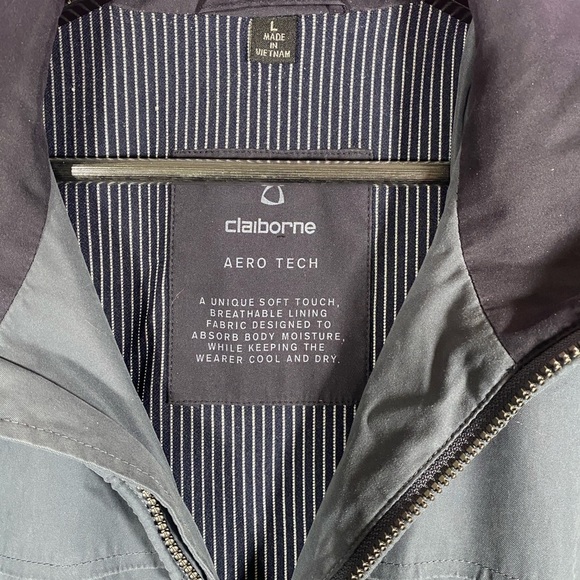 L
MADE
IN
VIETNAM
claiborne
AERO TECH
A UNIQUE SOFT TOUCH,
BREATHABLE LINING
FABRIC DESIGNED TO
ABSORB BODY MOISTURE,
WHILE KEEPING THE
WEARER COOL AND DRY.